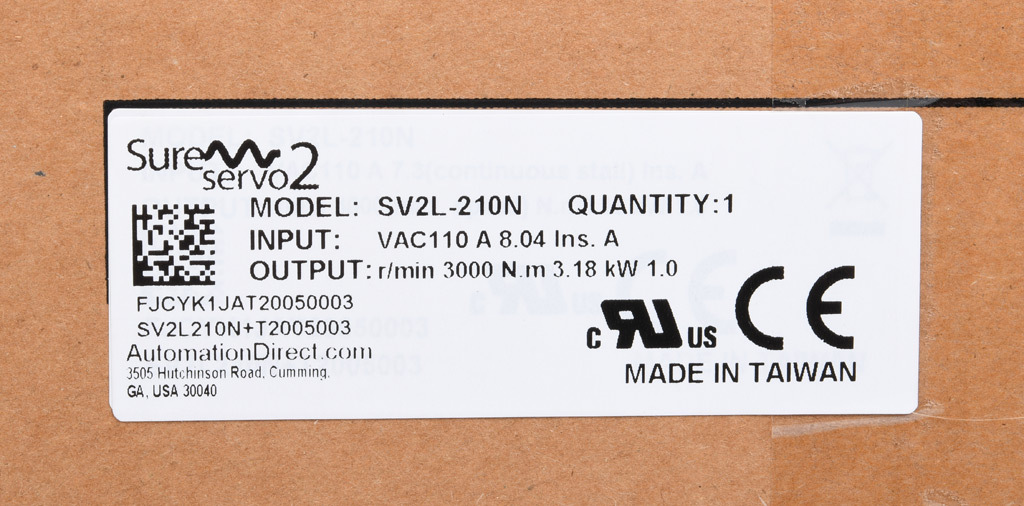 Sure servo2
MODEL: SV2L-210N QUANTITY:1
INPUT: VAC110 A 8.04 Ins. A
OUTPUT: r/min 3000 N.m 3.18 kW 1.0
FJCYK1JAT20050003
SV2L210N+T2005003
AutomationDirect.com
3505 Hutchinson Road, Cumming.
GA, USA 30040
C RU US CE
MADE IN TAIWAN